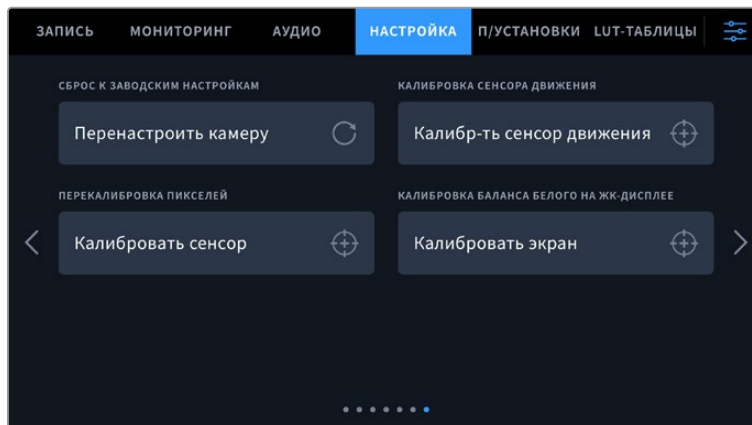 ЗАПИСЬ МОНИТОРИНГ АУДИО НАСТРОЙКА П/УСТАНОВКИ LUT-ТАБЛИЦЫ
СБРОС К ЗАВОДСКИМ НАСТРОЙКАМ
Перенастроить камеру
КАЛИБРОВКА СЕНСОРА ДВИЖЕНИЯ
Калибр-ть сенсор движения
ПЕРЕКАЛИБРОВКА ПИКСЕЛЕЙ
Калибровать сенсор
КАЛИБРОВКА БАЛАНСА БЕЛОГО НА ЖК-ДИСПЛЕЕ
Калибровать экран